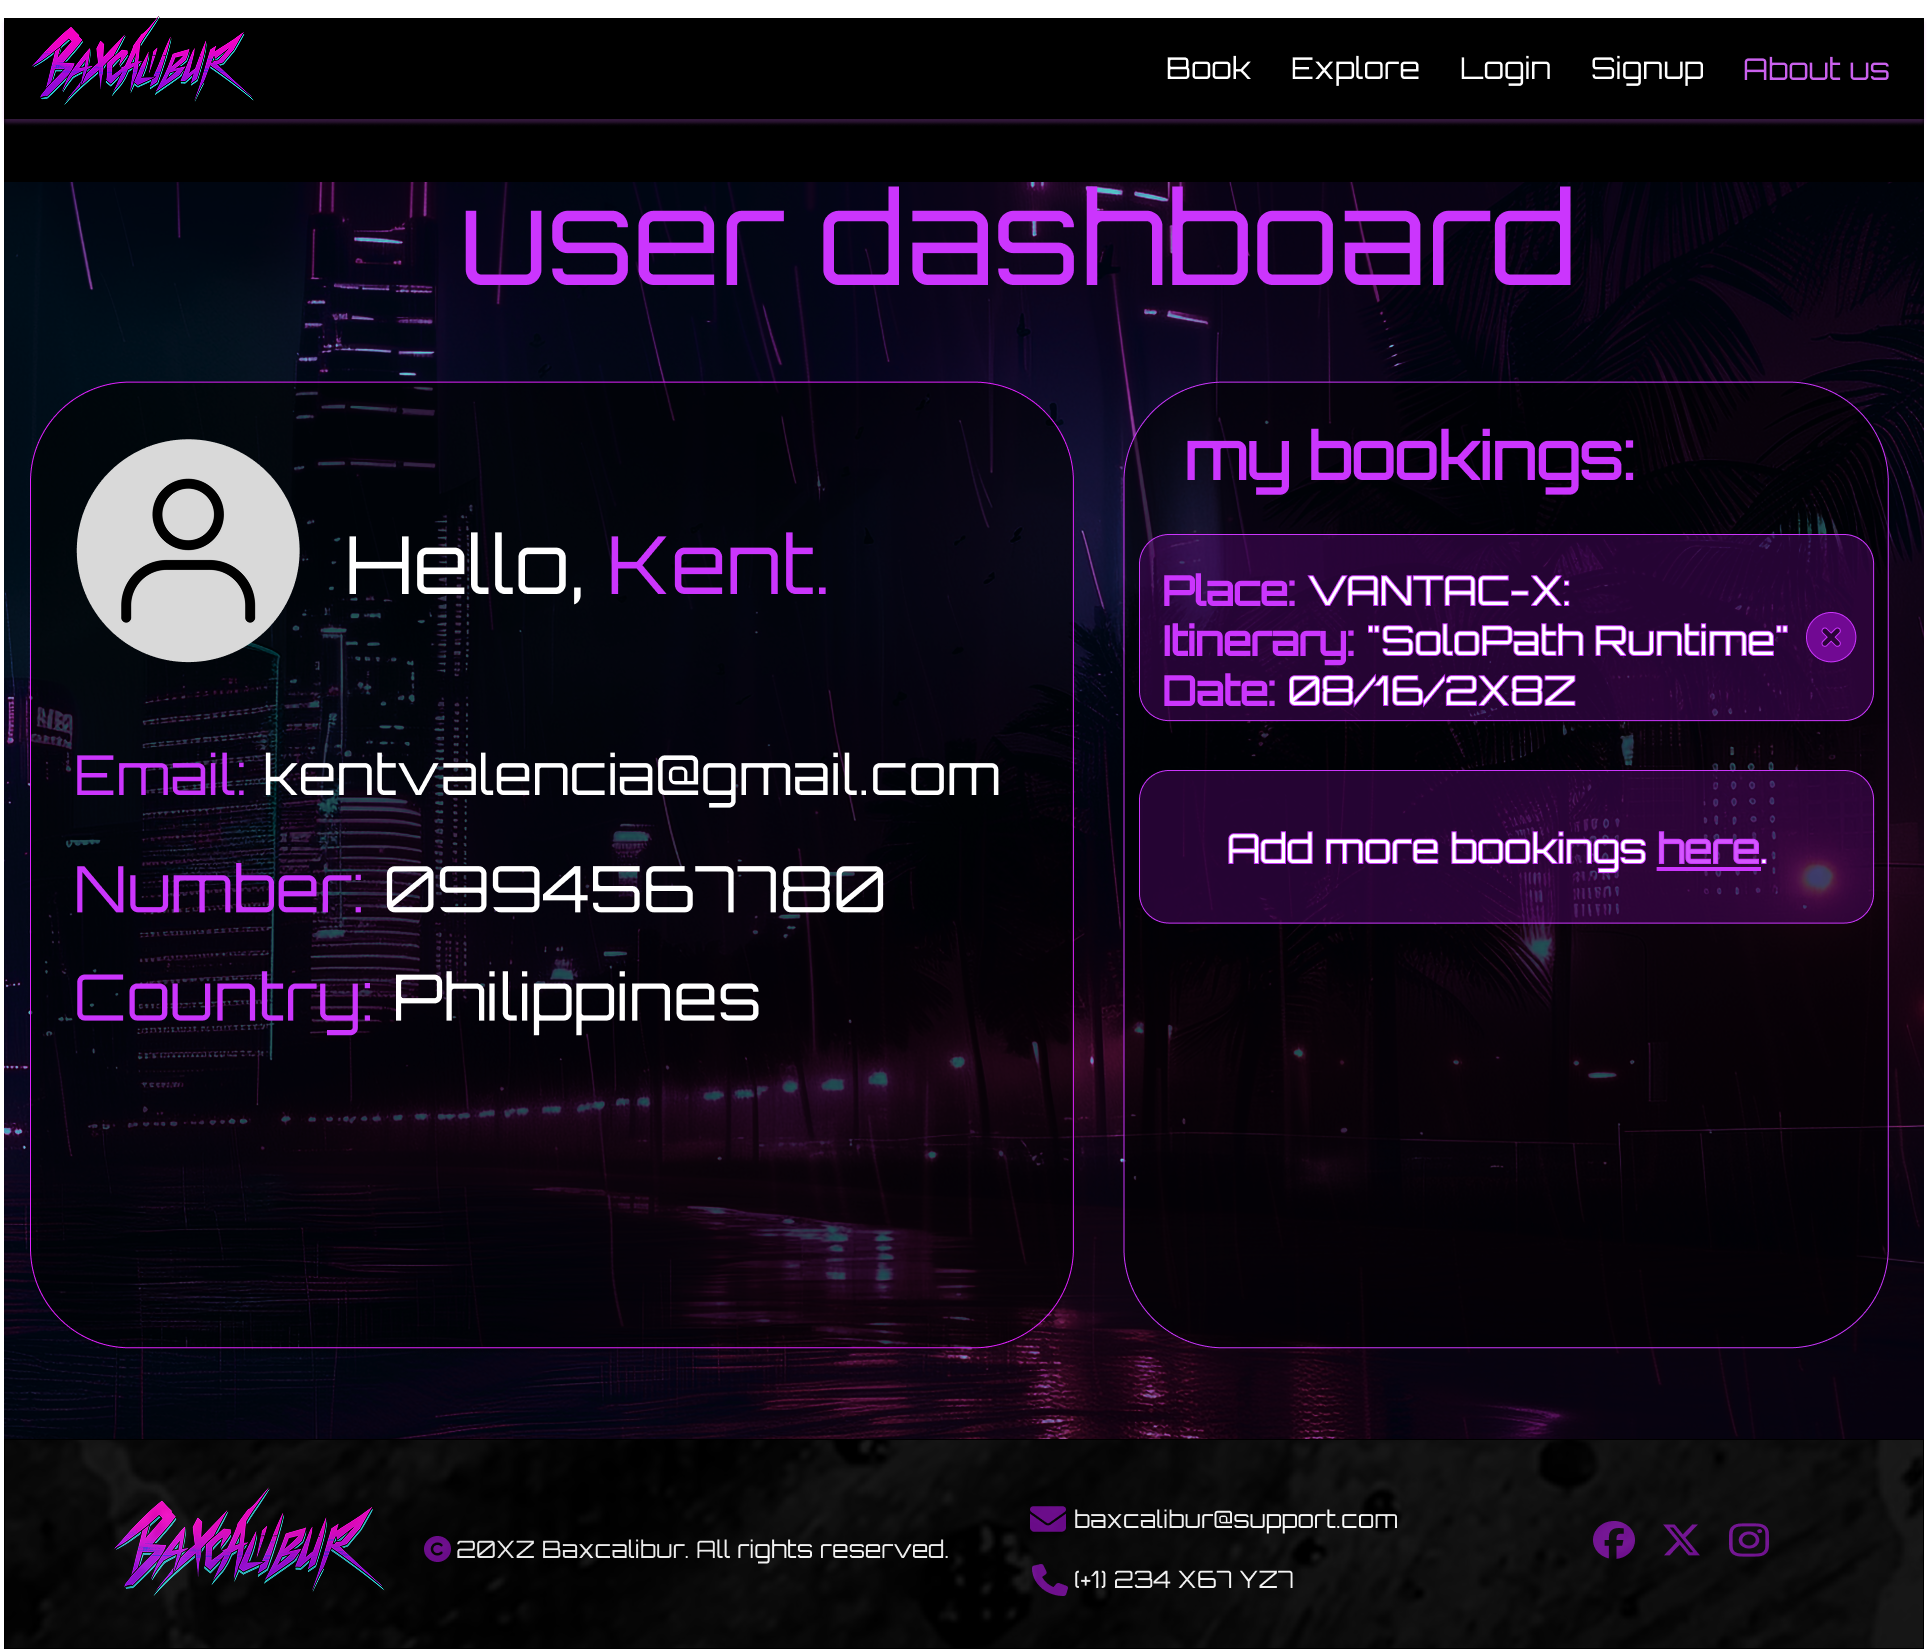 BAXCALIBUR
Book Explore Login Signup About us
user dashboard
Hello, Kent.
Email: kentvalencia@gmail.com
Number: 0994567780
Country: Philippines
my bookings:
Place: VANTAC-X:
Itinerary: "SoloPath Runtime"
Date: 08/16/2X8Z
Add more bookings here.
BAXCALIBUR
© 20XZ Baxcalibur. All rights reserved.
baxcalibur@support.com
(+1) 234 X67 YZ7